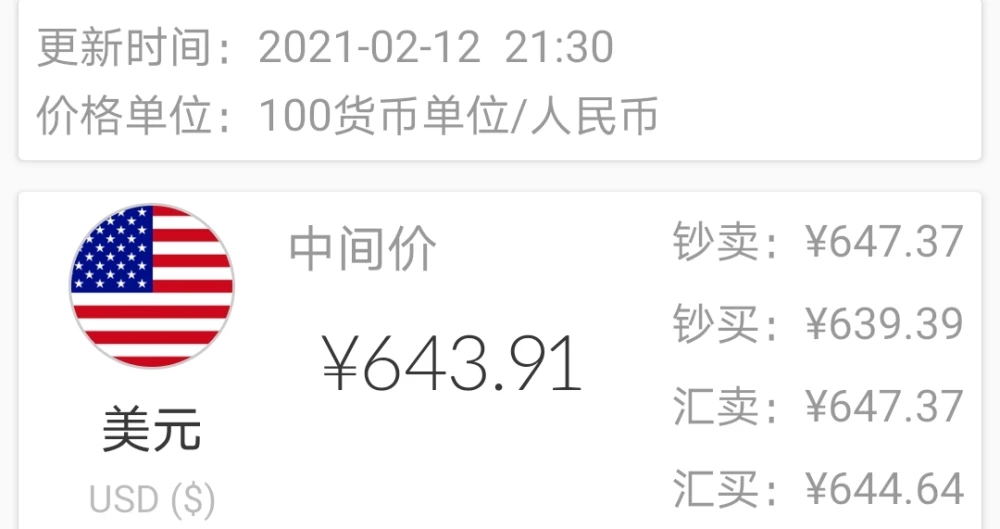 更新时间：2021-02-12 21:30
价格单位：100货币单位/人民币
中间价
¥643.91
美元
USD ($)
钞卖：¥647.37
钞买：¥639.39
汇卖：¥647.37
汇买：¥644.64